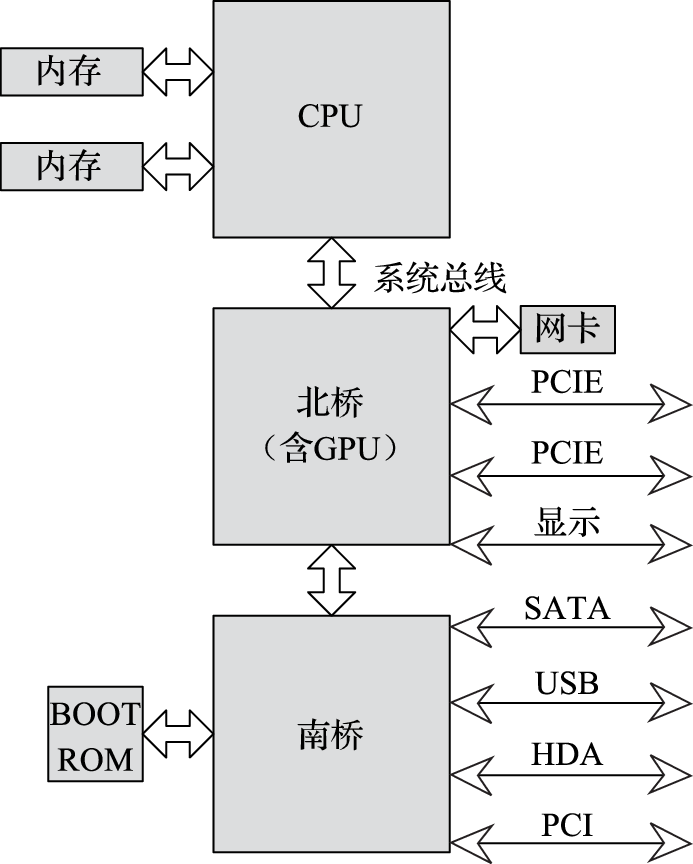 内存
CPU
内存
系统总线
网卡
北桥
（含GPU）
PCIE
PCIE
显示
SATA
USB
BOOT
ROM
南桥
HDA
PCI